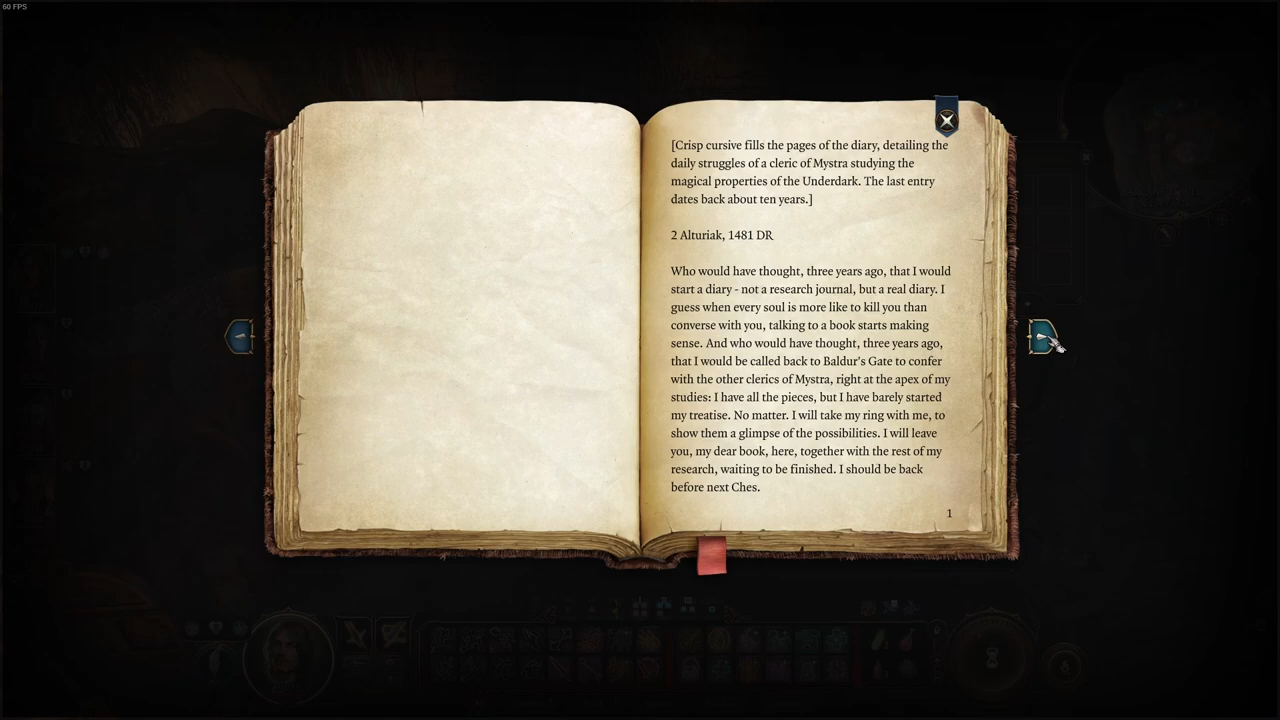 60 FPS
[Crisp cursive fills the pages of the diary, detailing the
daily struggles of a cleric of Mystra studying the
magical properties of the Underdark. The last entry
dates back about ten years.]
2 Alturiak, 1481 DR
Who would have thought, three years ago, that I would
start a diary - not a research journal, but a real diary. I
guess when every soul is more like to kill you than
converse with you, talking to a book starts making
sense. And who would have thought, three years ago,
that I would be called back to Baldur's Gate to confer
with the other clerics of Mystra, right at the apex of my
studies: I have all the pieces, but I have barely started
my treatise. No matter. I will take my ring with me, to
show them a glimpse of the possibilities. I will leave
you, my dear book, here, together with the rest of my
research, waiting to be finished. I should be back
before next Ches.
1